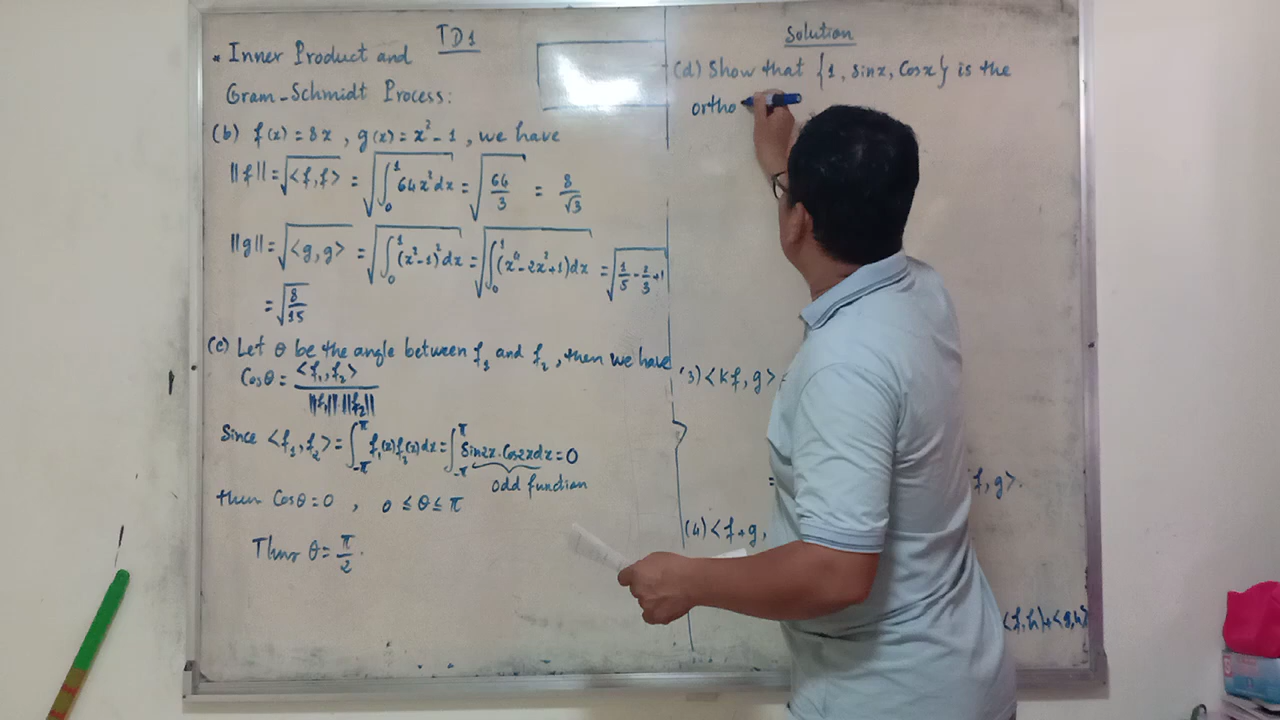 TD1
* Inner Product and
Gram-Schmidt Process:
(b) f(x) = 8x , g(x) = x² - 1 , we have
||f|| = √<f,f> = √∫₀¹ 64x² dx = √(64/3) = 8/√3
||g|| = √<g,g> = √∫₀¹ (x²-1)² dx = √∫₀¹ (x⁴-2x²+1) dx = √(1/5 - 2/3 + 1)
= √(8/15)
(c) Let θ be the angle between f₁ and f₂, then we have
Cosθ = <f₁,f₂> / ||f₁|| ||f₂||
Since <f₁,f₂> = ∫₋π^π f₁(x)f₂(x)dx = ∫₋π^π Sin2x·Cos2x dx = 0
odd function
then Cosθ = 0 , 0 ≤ θ ≤ π
Thus θ = π/2 .
Solution
(d) Show that {1, Sinx, Cosx} is the
ortho
3) <kf, g> =
= f, g>.
(4) <f+g,
<f,h>+<g,h>